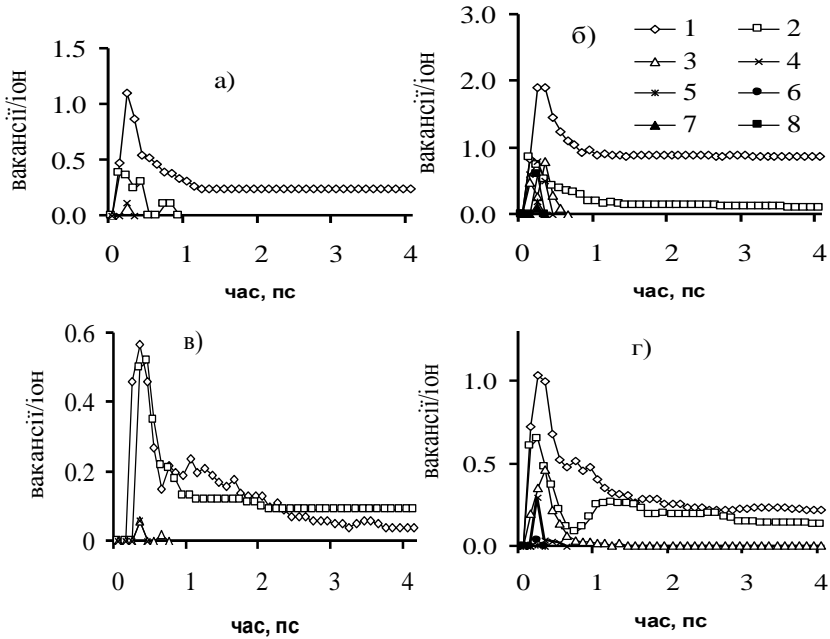 а)
1.5
1.0
0.5
0.0
вакансії/іон
0 1 2 3 4
час, пс
б)
3.0
2.0
1.0
0.0
вакансії/іон
1 2
3 4
5 6
7 8
0 1 2 3 4
час, пс
в)
0.6
0.4
0.2
0
вакансії/іон
0 1 2 3 4
час, пс
г)
1.0
0.5
0.0
вакансії/іон
0 1 2 3 4
час, пс